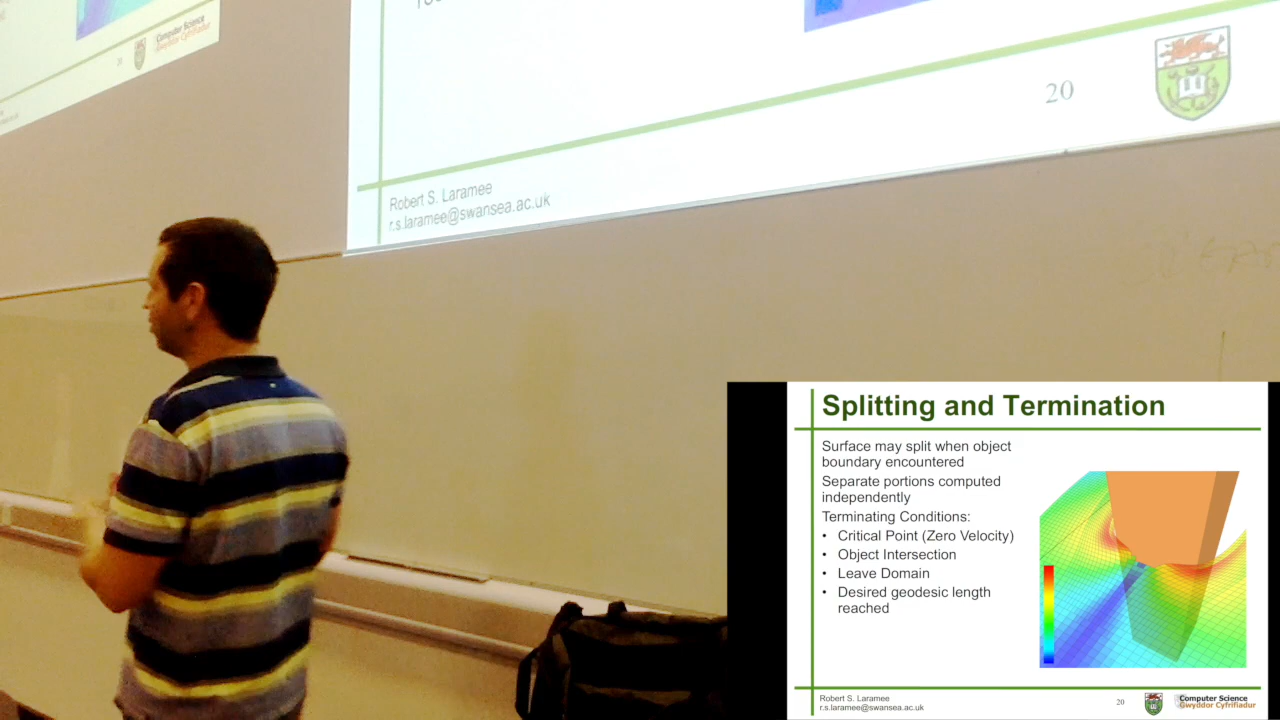 Computer Science
Gwyddor Cyfrifiadur
20
20
Robert S. Laramee
r.s.laramee@swansea.ac.uk
Splitting and Termination
Surface may split when object
boundary encountered
Separate portions computed
independently
Terminating Conditions:
• Critical Point (Zero Velocity)
• Object Intersection
• Leave Domain
• Desired geodesic length
reached
Robert S. Laramee
r.s.laramee@swansea.ac.uk
20
Computer Science
Gwyddor Cyfrifiadur